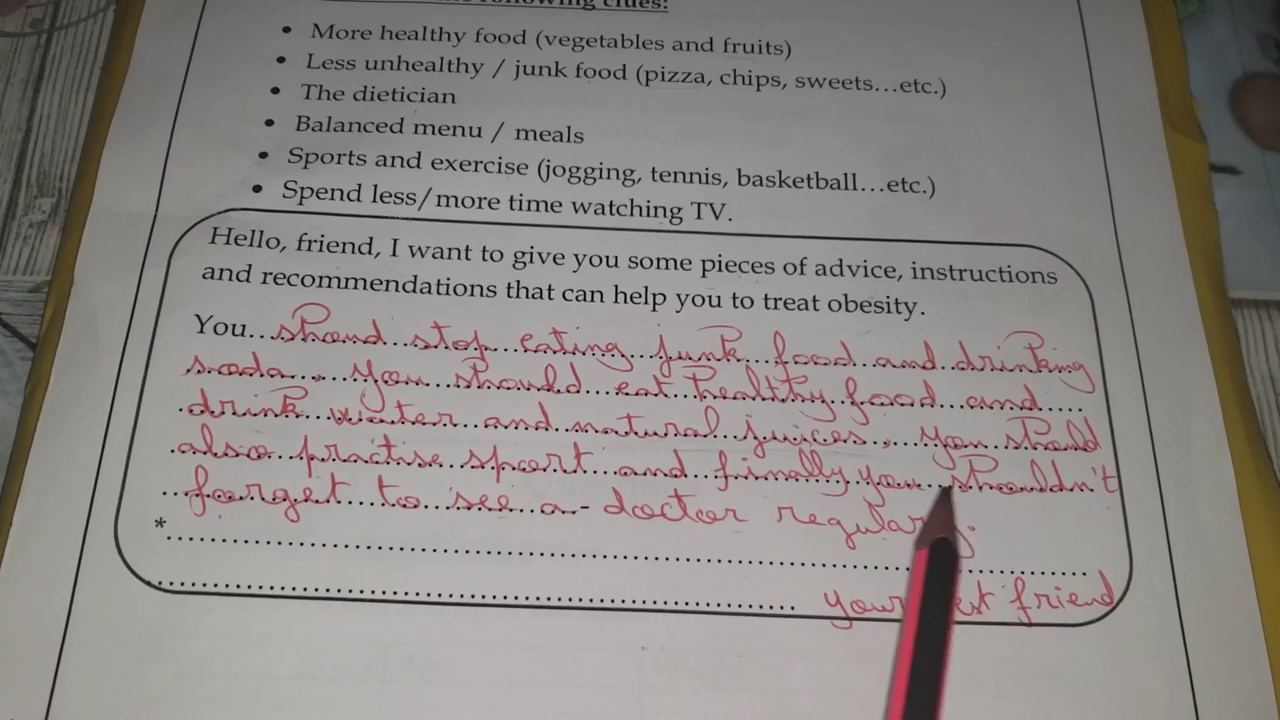 following clues:
• More healthy food (vegetables and fruits)
• Less unhealthy / junk food (pizza, chips, sweets...etc.)
• The dietician
• Balanced menu / meals
• Sports and exercise (jogging, tennis, basketball...etc.)
• Spend less/more time watching TV.
Hello, friend, I want to give you some pieces of advice, instructions
and recommendations that can help you to treat obesity.
You shoud stop eating junk food and drinking
soda, you should eat healthy food and
drink water and natural juices, you should
also practise sport and finally you shouldn't
forget to see a doctor
*
your friend